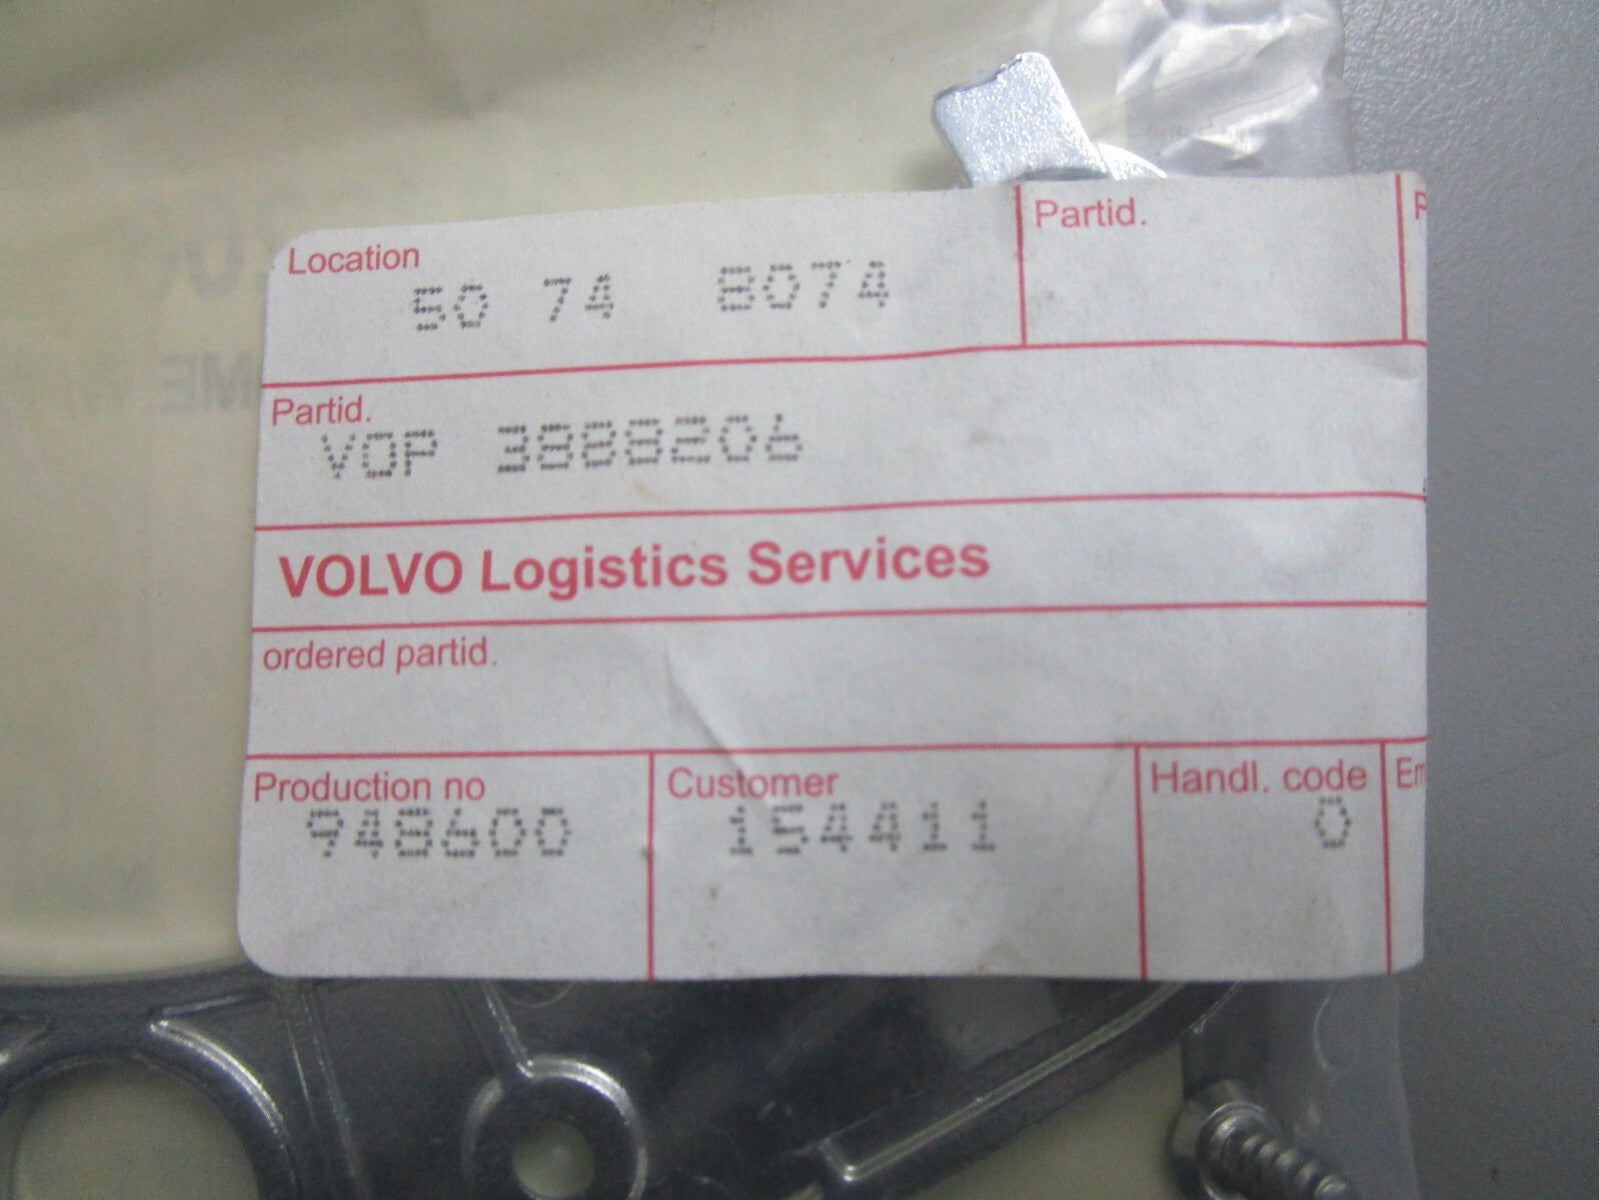 Location
Partid.
50 74 8074
Partid.
VOP 3888206
VOLVO Logistics Services
ordered partid.
Production no
Customer
Handl. code
948600
154411
0